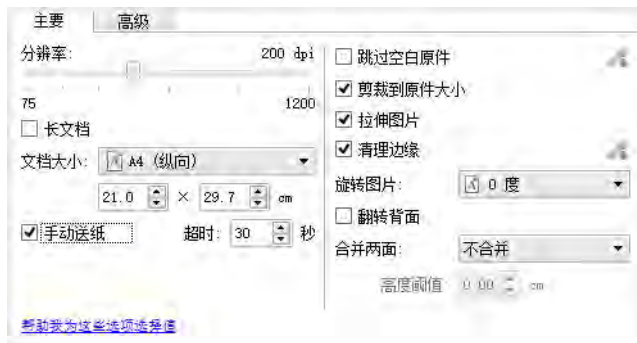 主要 高级
分辨率: 200 dpi
75 1200
长文档
文档大小: A4 (纵向)
21.0 × 29.7 cm
手动送纸 超时: 30 秒
帮助我为这些选项选择值
跳过空白原件
剪裁到原件大小
拉伸图片
清理边缘
旋转图片: 0 度
翻转背面
合并两面: 不合并
高度阈值 0.00 cm